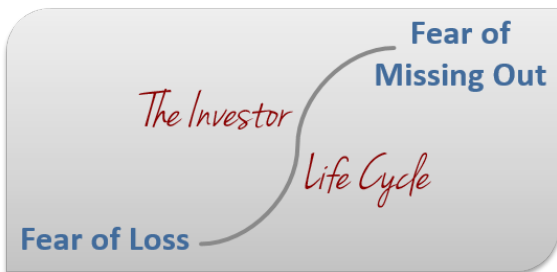 Fear of
Missing Out
The Investor
Life Cycle
Fear of Loss